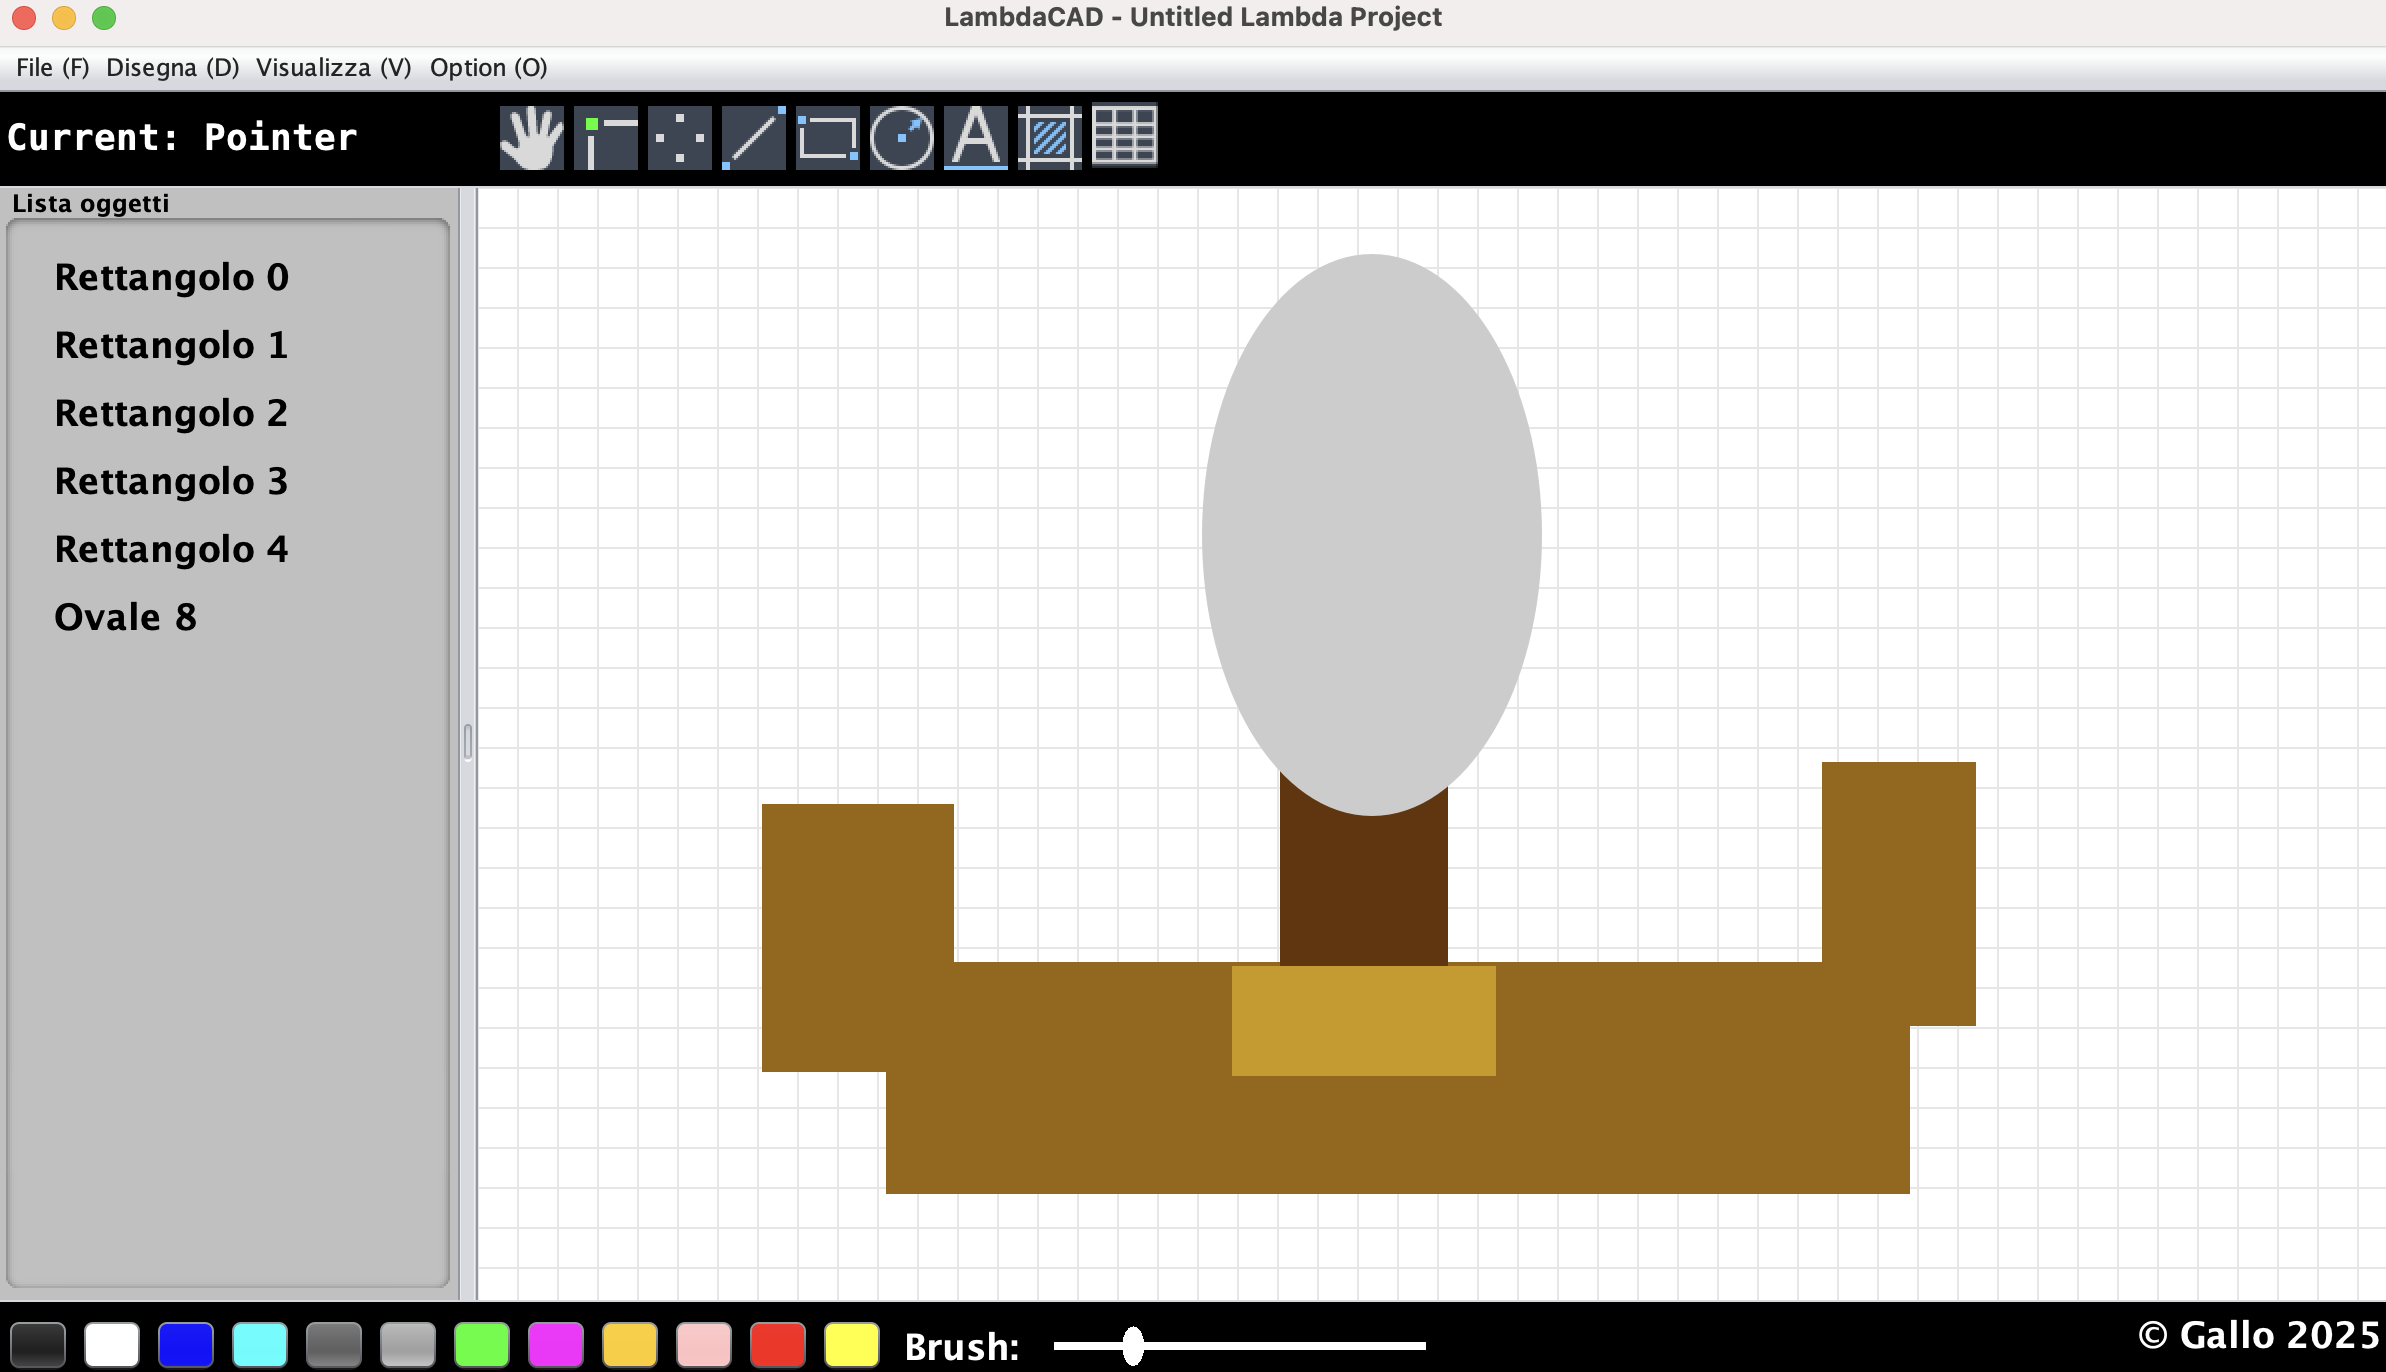 LambdaCAD - Untitled Lambda Project
File (F) Disegna (D) Visualizza (V) Option (O)
Current: Pointer
A
Lista oggetti
Rettangolo 0
Rettangolo 1
Rettangolo 2
Rettangolo 3
Rettangolo 4
Ovale 8
Brush:
© Gallo 2025